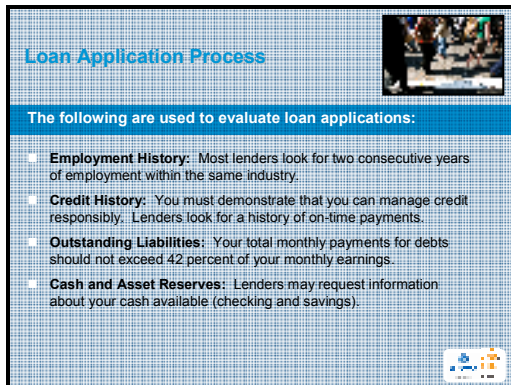 Loan Application Process
The following are used to evaluate loan applications:
Employment History: Most lenders look for two consecutive years
of employment within the same industry.
Credit History: You must demonstrate that you can manage credit
responsibly. Lenders look for a history of on-time payments.
Outstanding Liabilities: Your total monthly payments for debts
should not exceed 42 percent of your monthly earnings.
Cash and Asset Reserves: Lenders may request information
about your cash available (checking and savings).